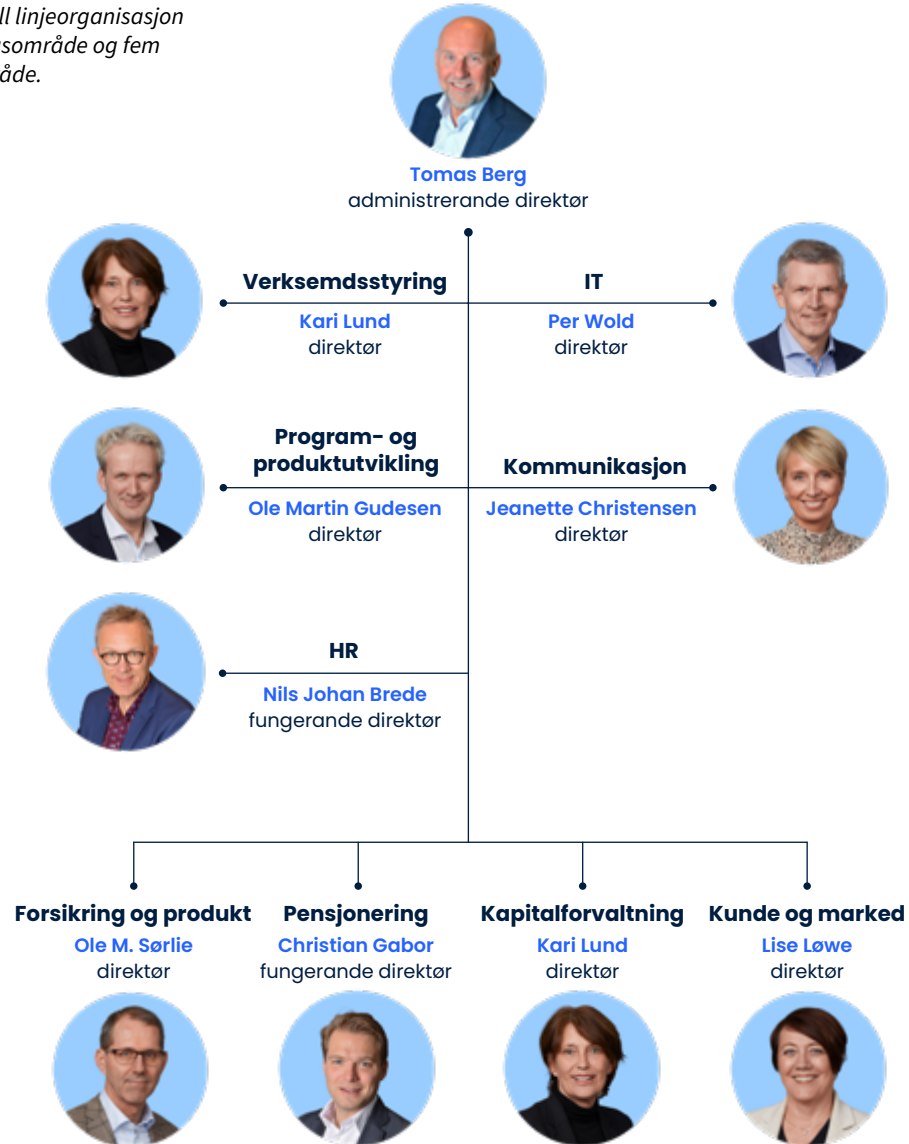 ll linjeorganisasjon
gsområde og fem
åde.
Tomas Berg
administrerande direktør
Verksemdsstyring
Kari Lund
direktør
IT
Per Wold
direktør
Program- og
produktutvikling
Ole Martin Gudesen
direktør
Kommunikasjon
Jeanette Christensen
direktør
HR
Nils Johan Brede
fungerande direktør
Forsikring og produkt
Ole M. Sørlie
direktør
Pensjonering
Christian Gabor
fungerande direktør
Kapitalforvaltning
Kari Lund
direktør
Kunde og marked
Lise Løwe
direktør